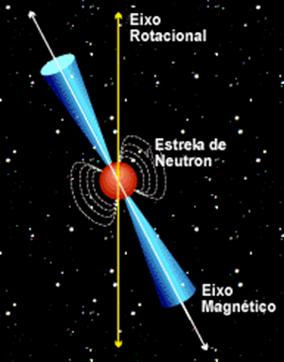 Eixo
Rotacional
Estrela de
Neutron
Eixo
Magnético